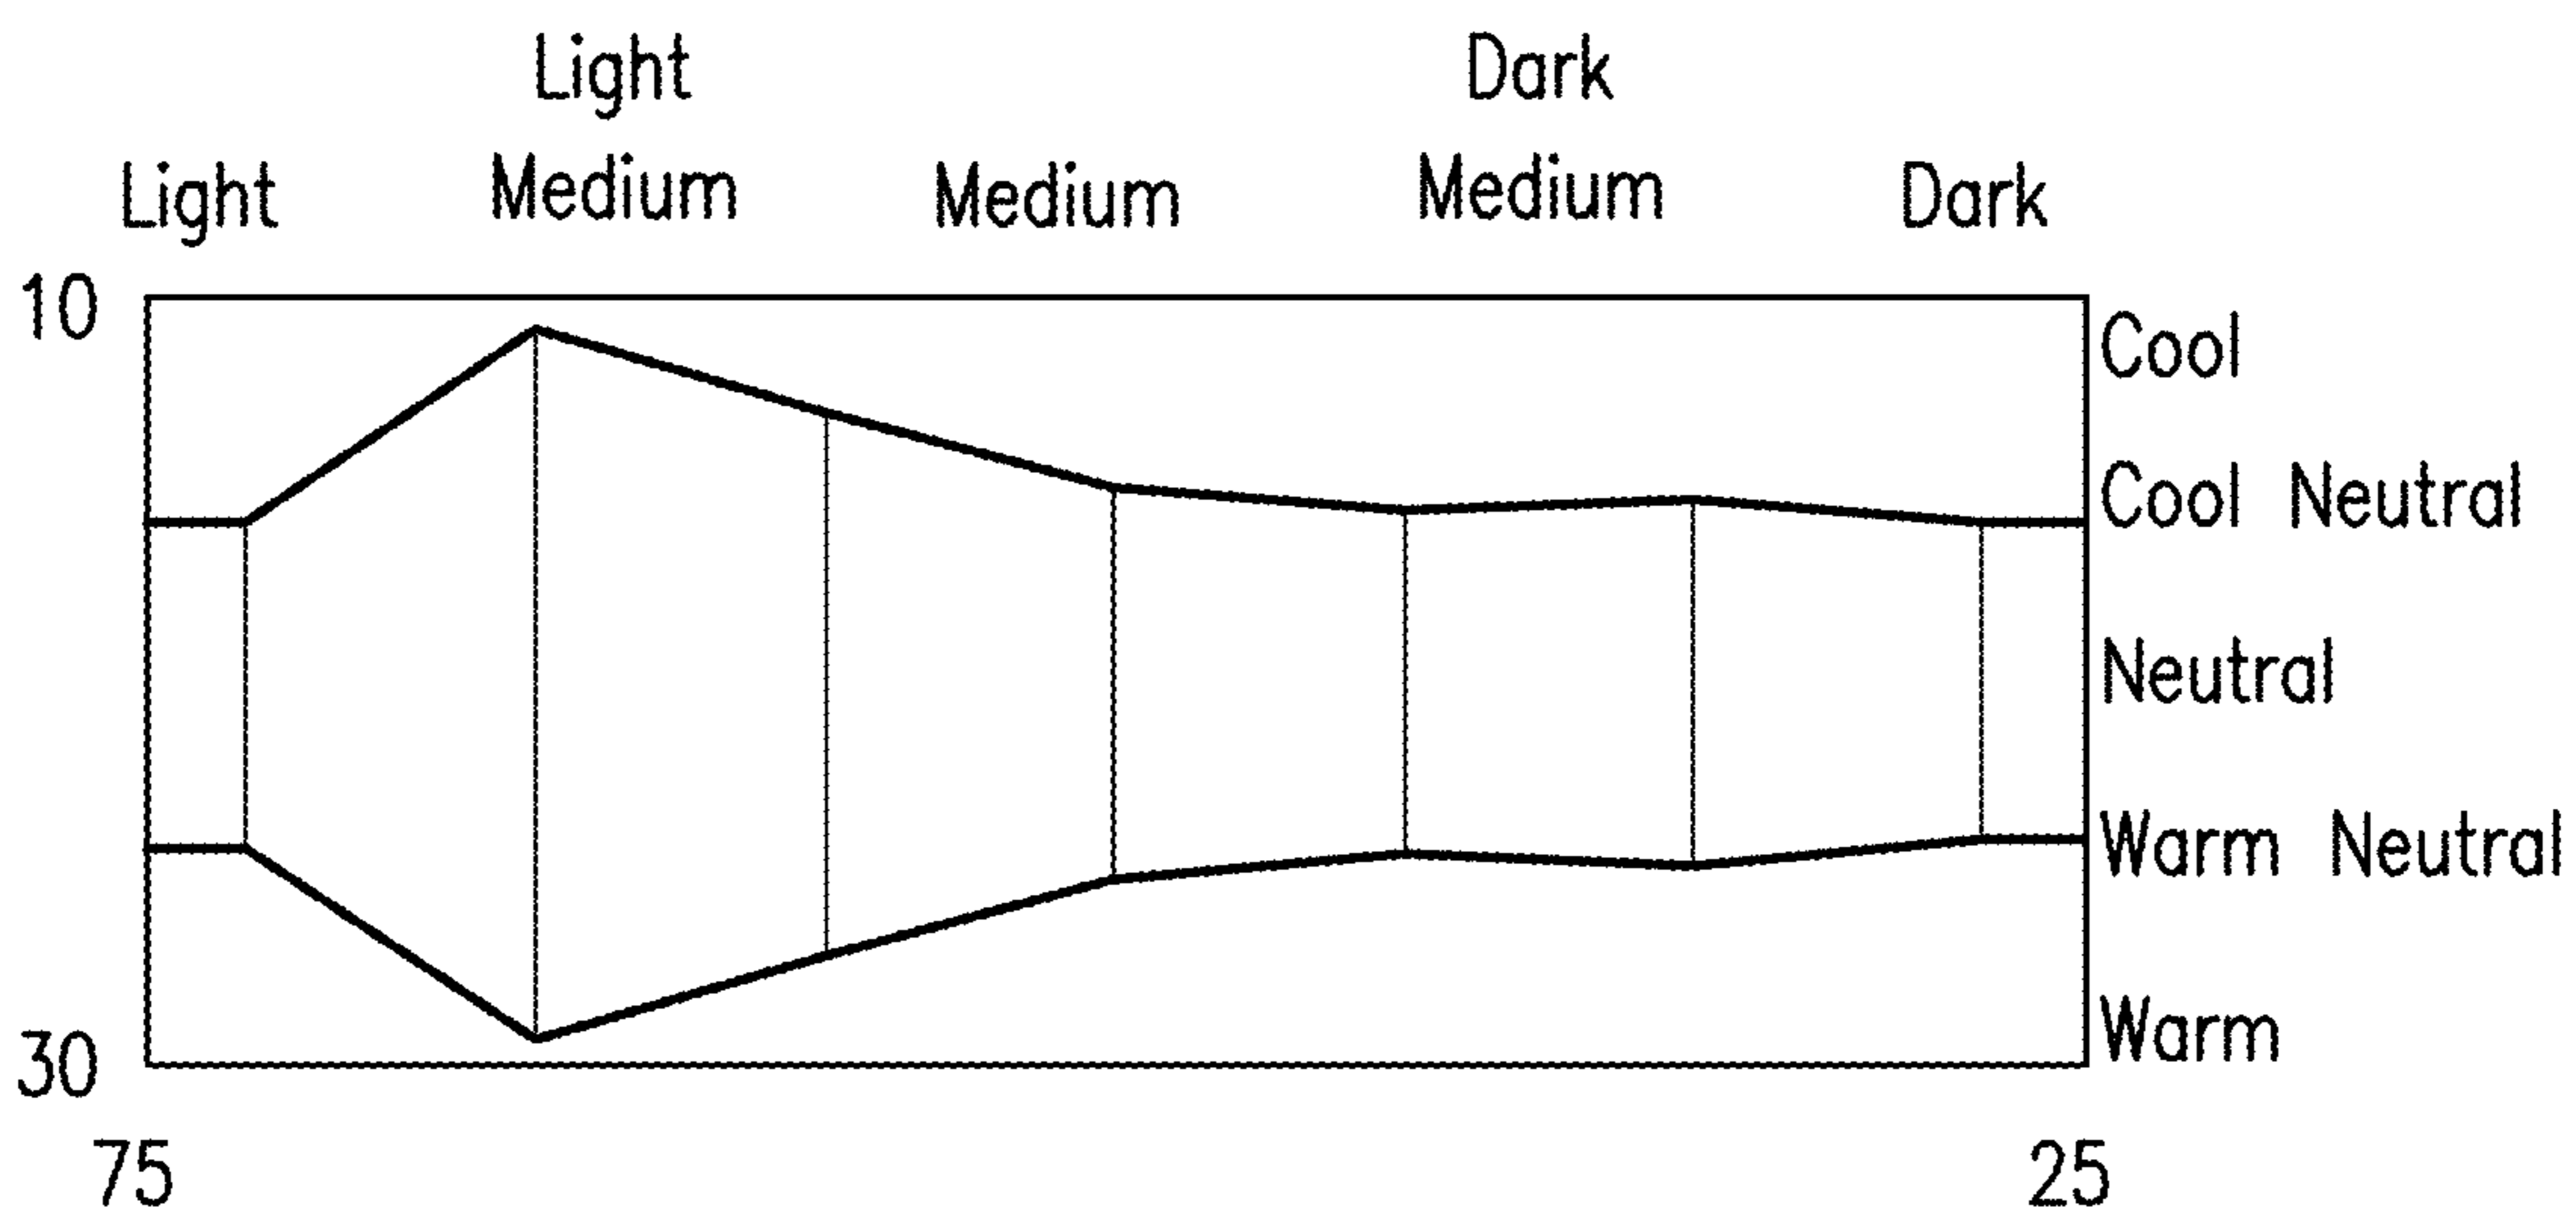 Light
Light
Medium
Medium
Dark
Medium
Dark
10
Cool
Cool Neutral
Neutral
Warm Neutral
Warm
30
75
25